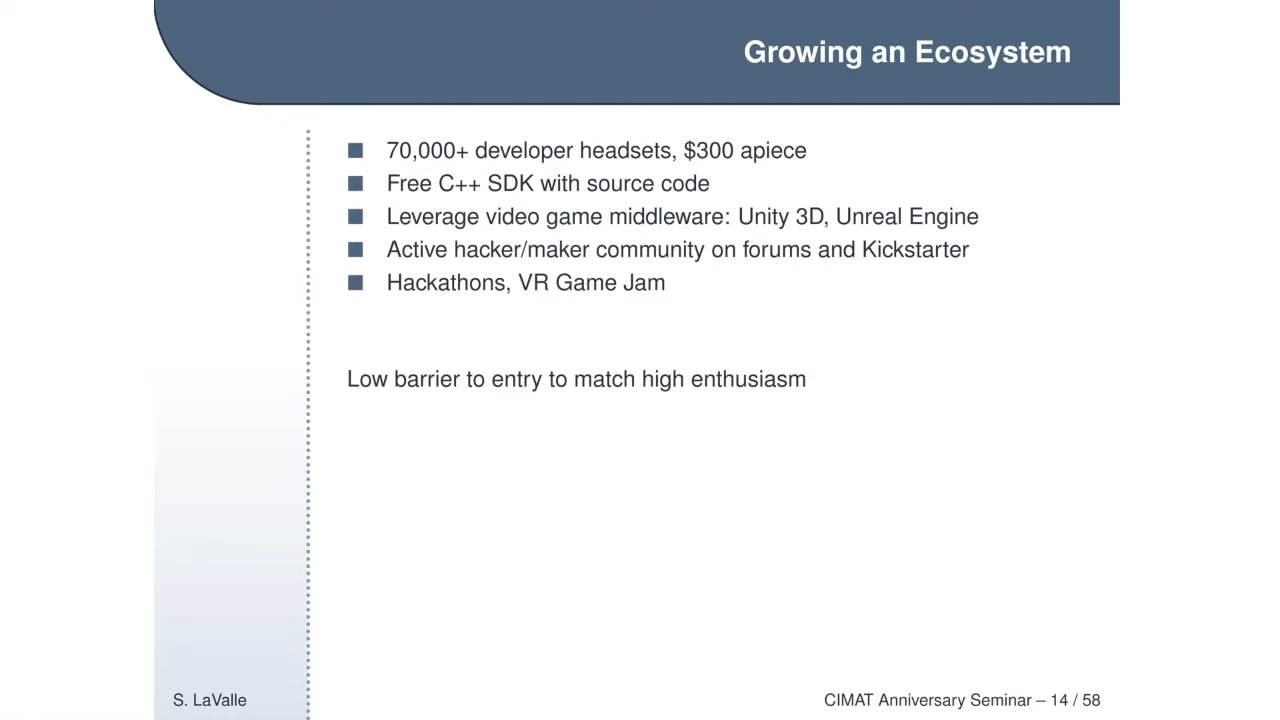 Growing an Ecosystem
70,000+ developer headsets, $300 apiece
Free C++ SDK with source code
Leverage video game middleware: Unity 3D, Unreal Engine
Active hacker/maker community on forums and Kickstarter
Hackathons, VR Game Jam
Low barrier to entry to match high enthusiasm
S. LaValle
CIMAT Anniversary Seminar – 14 / 58